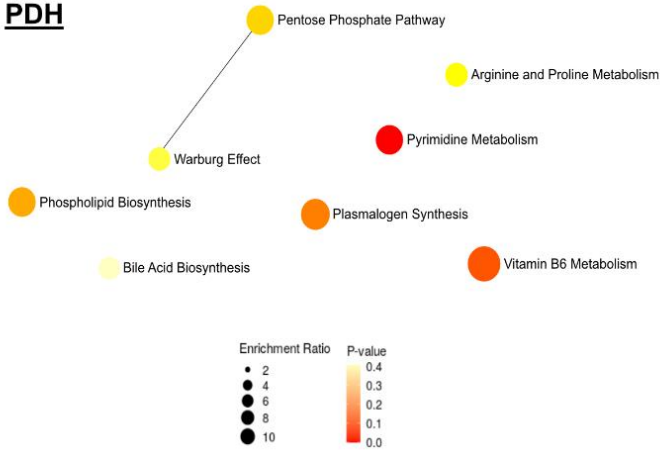 PDH
Pentose Phosphate Pathway
Arginine and Proline Metabolism
Pyrimidine Metabolism
Warburg Effect
Phospholipid Biosynthesis
Plasmalogen Synthesis
Bile Acid Biosynthesis
Vitamin B6 Metabolism
Enrichment Ratio
2
4
6
8
10
P-value
0.4
0.3
0.2
0.1
0.0